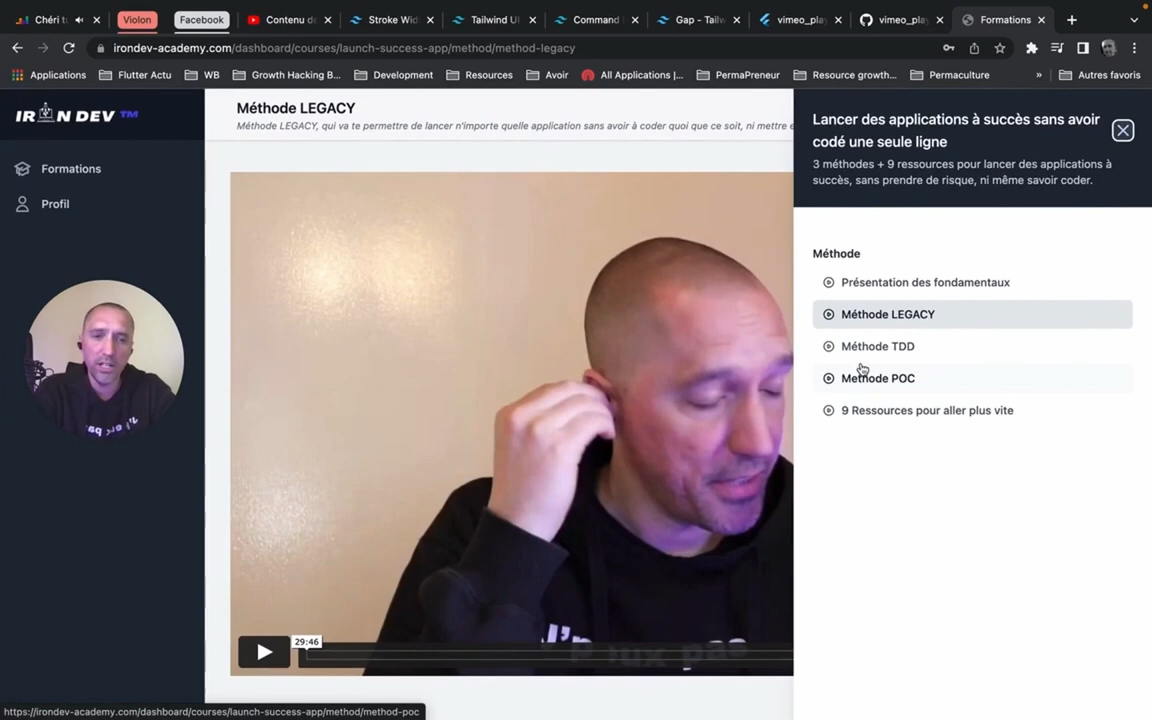 Chéri t
Violon
Facebook
Contenu de
Stroke Wid
Tailwind UI
Command
Gap - Tailw
vimeo_play
vimeo_play
Formations
irondev-academy.com/dashboard/courses/launch-success-app/method/method-legacy
Applications
Flutter Actu
WB
Growth Hacking B...
Development
Resources
Avoir
All Applications |...
PermaPreneur
Resource growth...
Permaculture
»
Autres favoris
IRON DEV ™
Formations
Profil
Méthode LEGACY
Méthode LEGACY, qui va te permettre de lancer n'importe quelle application sans avoir à coder quoi que ce soit, ni mettre e
29:46
Lancer des applications à succès sans avoir
codé une seule ligne
3 méthodes + 9 ressources pour lancer des applications à
succès, sans prendre de risque, ni même savoir coder.
Méthode
Présentation des fondamentaux
Méthode LEGACY
Méthode TDD
Méthode POC
9 Ressources pour aller plus vite
https://irondev-academy.com/dashboard/courses/launch-success-app/method/method-poc